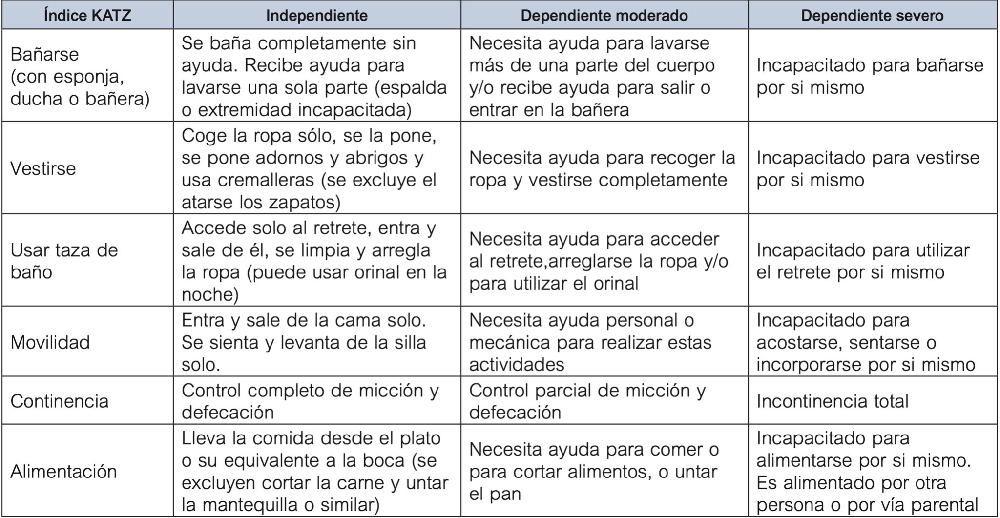 Índice KATZ
Independiente
Dependiente moderado
Dependiente severo
Bañarse
(con esponja,
ducha o bañera)
Se baña completamente sin
ayuda. Recibe ayuda para
lavarse una sola parte (espalda
o extremidad incapacitada)
Necesita ayuda para lavarse
más de una parte del cuerpo
y/o recibe ayuda para salir o
entrar en la bañera
Incapacitado para bañarse
por si mismo
Vestirse
Coge la ropa sólo, se la pone,
se pone adornos y abrigos y
usa cremalleras (se excluye el
atarse los zapatos)
Necesita ayuda para recoger la
ropa y vestirse completamente
Incapacitado para vestirse
por si mismo
Usar taza de
baño
Accede solo al retrete, entra y
sale de él, se limpia y arregla
la ropa (puede usar orinal en la
noche)
Necesita ayuda para acceder
al retrete,arreglarse la ropa y/o
para utilizar el orinal
Incapacitado para utilizar
el retrete por si mismo
Movilidad
Entra y sale de la cama solo.
Se sienta y levanta de la silla
solo.
Necesita ayuda personal o
mecánica para realizar estas
actividades
Incapacitado para
acostarse, sentarse o
incorporarse por si mismo
Continencia
Control completo de micción y
defecación
Control parcial de micción y
defecación
Incontinencia total
Alimentación
Lleva la comida desde el plato
o su equivalente a la boca (se
excluyen cortar la carne y untar
la mantequilla o similar)
Necesita ayuda para comer o
para cortar alimentos, o untar
el pan
Incapacitado para
alimentarse por si mismo.
Es alimentado por otra
persona o por vía parental